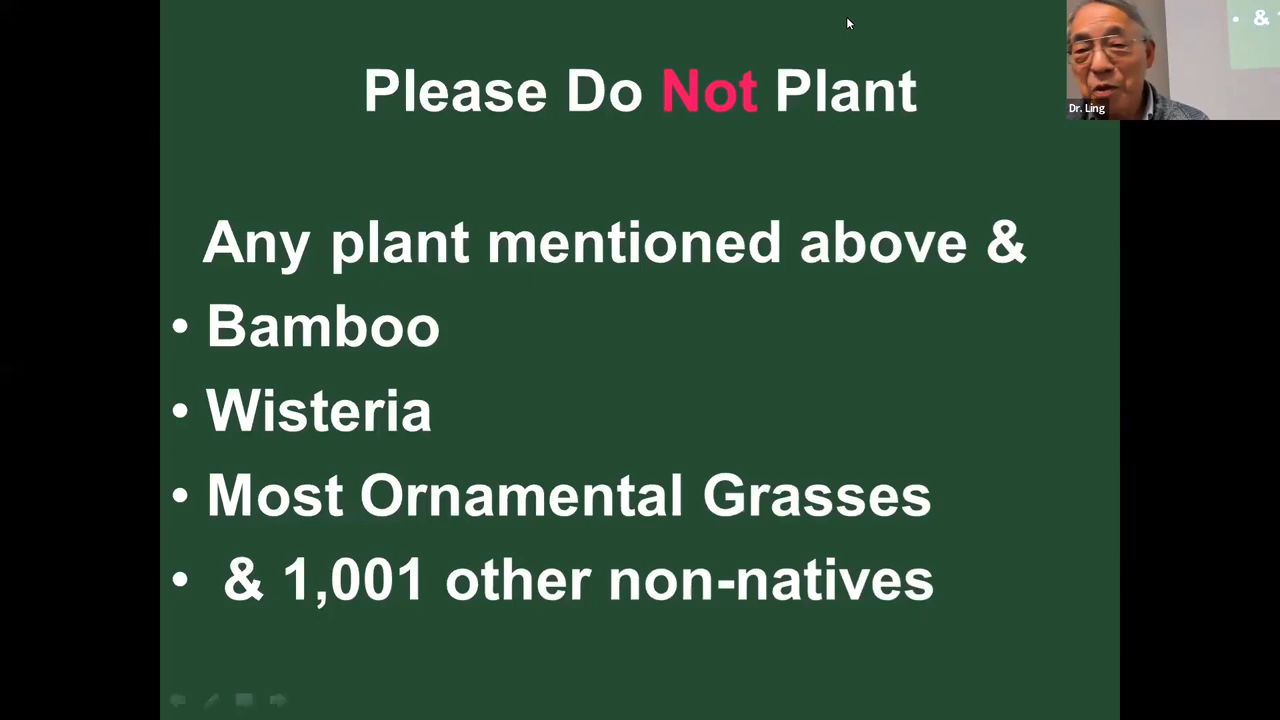 Please Do Not Plant
Any plant mentioned above &
• Bamboo
• Wisteria
• Most Ornamental Grasses
• & 1,001 other non-natives
Dr. Ling
• &